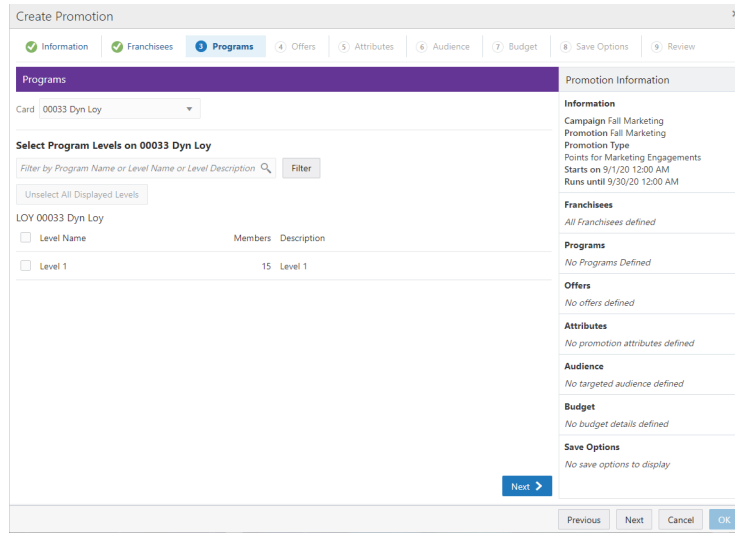 Create Promotion
Information
Franchisees
3 Programs
4 Offers
5 Attributes
6 Audience
7 Budget
8 Save Options
9 Review
Programs
Card 00033 Dyn Loy
Select Program Levels on 00033 Dyn Loy
Filter by Program Name or Level Name or Level Description
Filter
Unselect All Displayed Levels
LOY 00033 Dyn Loy
Level Name Members Description
Level 1 15 Level 1
Next
Promotion Information
Information
Campaign Fall Marketing
Promotion Fall Marketing
Promotion Type
Points for Marketing Engagements
Starts on 9/1/20 12:00 AM
Runs until 9/30/20 12:00 AM
Franchisees
All Franchisees defined
Programs
No Programs Defined
Offers
No offers defined
Attributes
No promotion attributes defined
Audience
No targeted audience defined
Budget
No budget details defined
Save Options
No save options to display
Previous Next Cancel OK